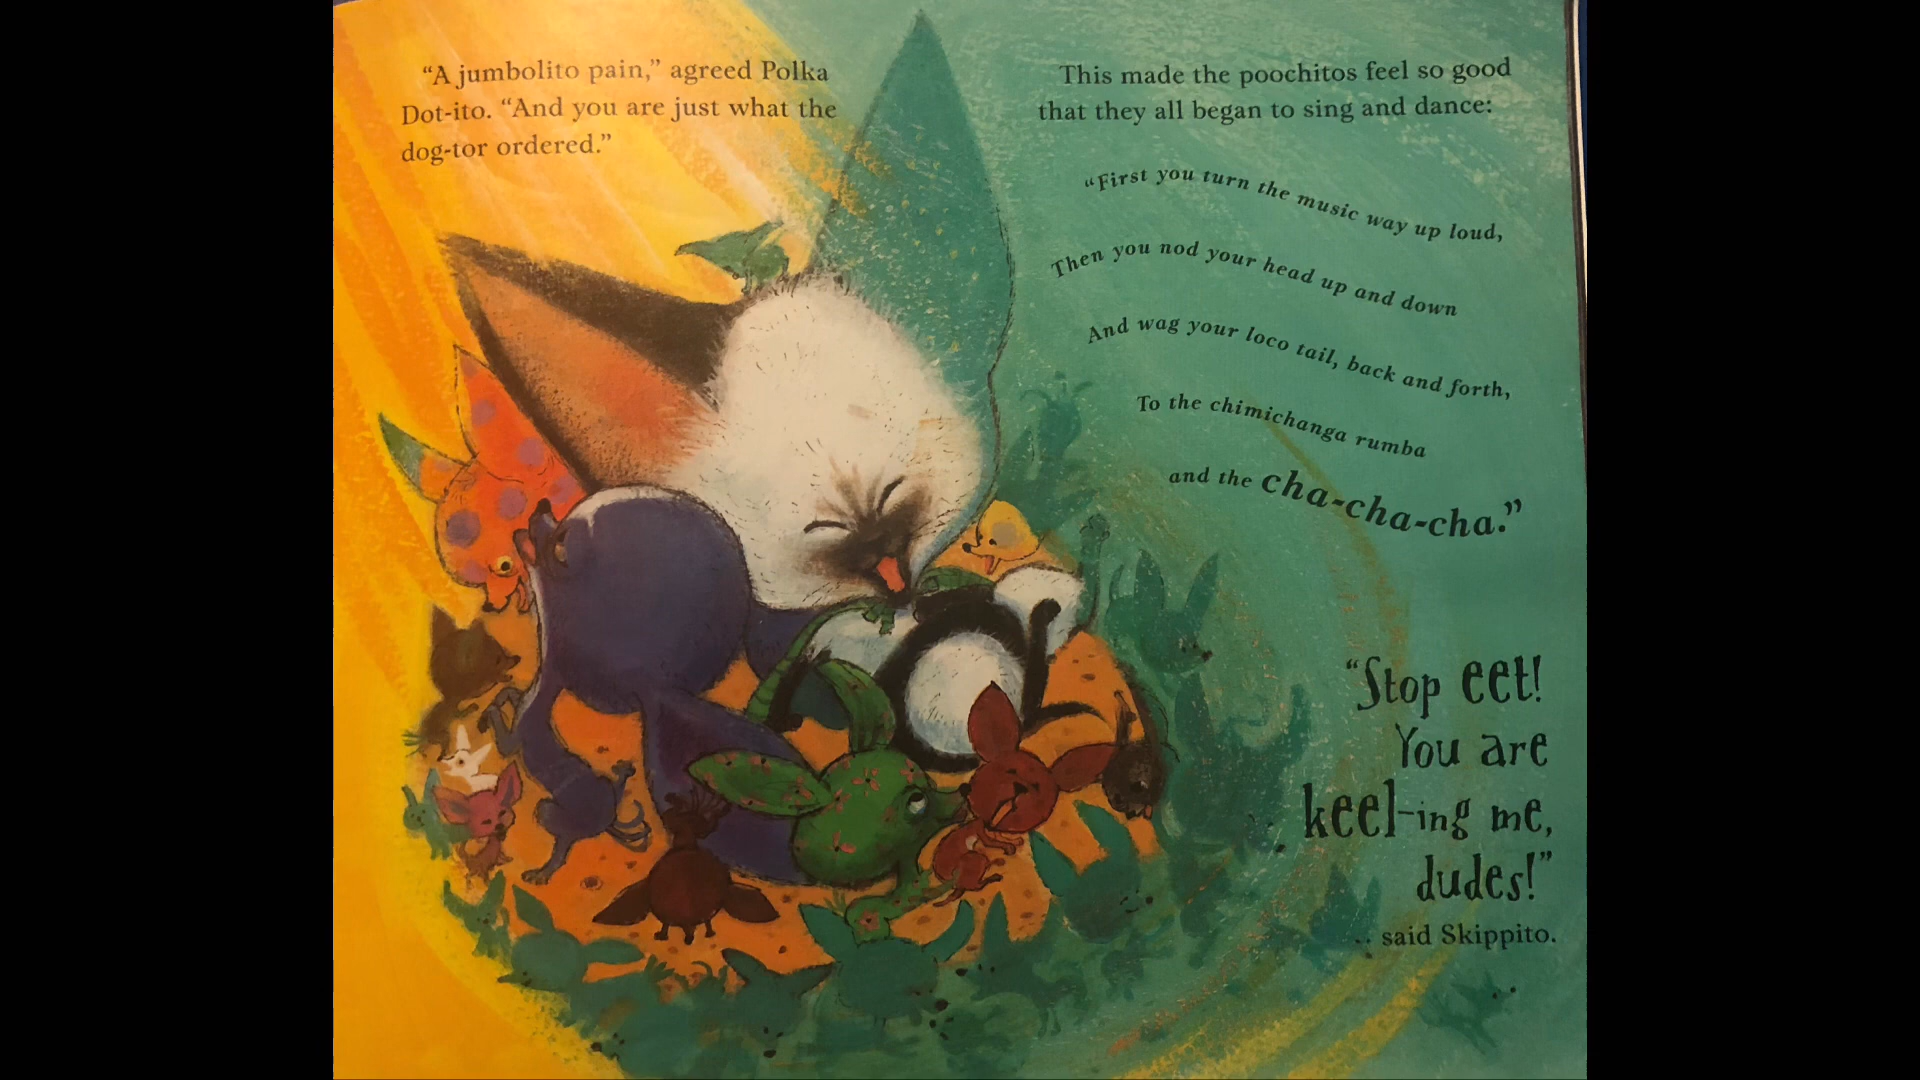 “A jumbolito pain,” agreed Polka
Dot-ito. “And you are just what the
dog-tor ordered.”
This made the poochitos feel so good
that they all began to sing and dance:
“First you turn the music way up loud,
Then you nod your head up and down
And wag your loco tail, back and forth,
To the chimichanga rumba
and the cha-cha-cha.”
“Stop eet!
You are
keel-ing me,
dudes!”
said Skippito.